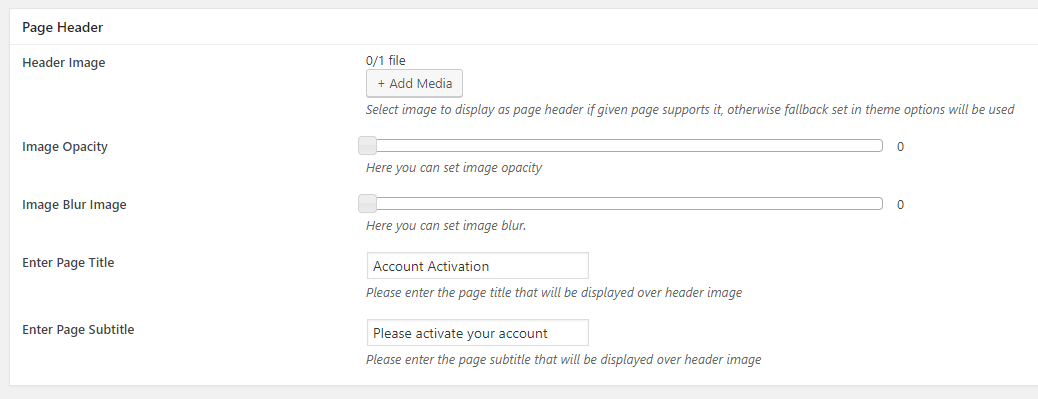 Page Header
Header Image
0/1 file
+ Add Media
Select image to display as page header if given page supports it, otherwise fallback set in theme options will be used
Image Opacity
0
Here you can set image opacity
Image Blur Image
0
Here you can set image blur.
Enter Page Title
Account Activation
Please enter the page title that will be displayed over header image
Enter Page Subtitle
Please activate your account
Please enter the page subtitle that will be displayed over header image